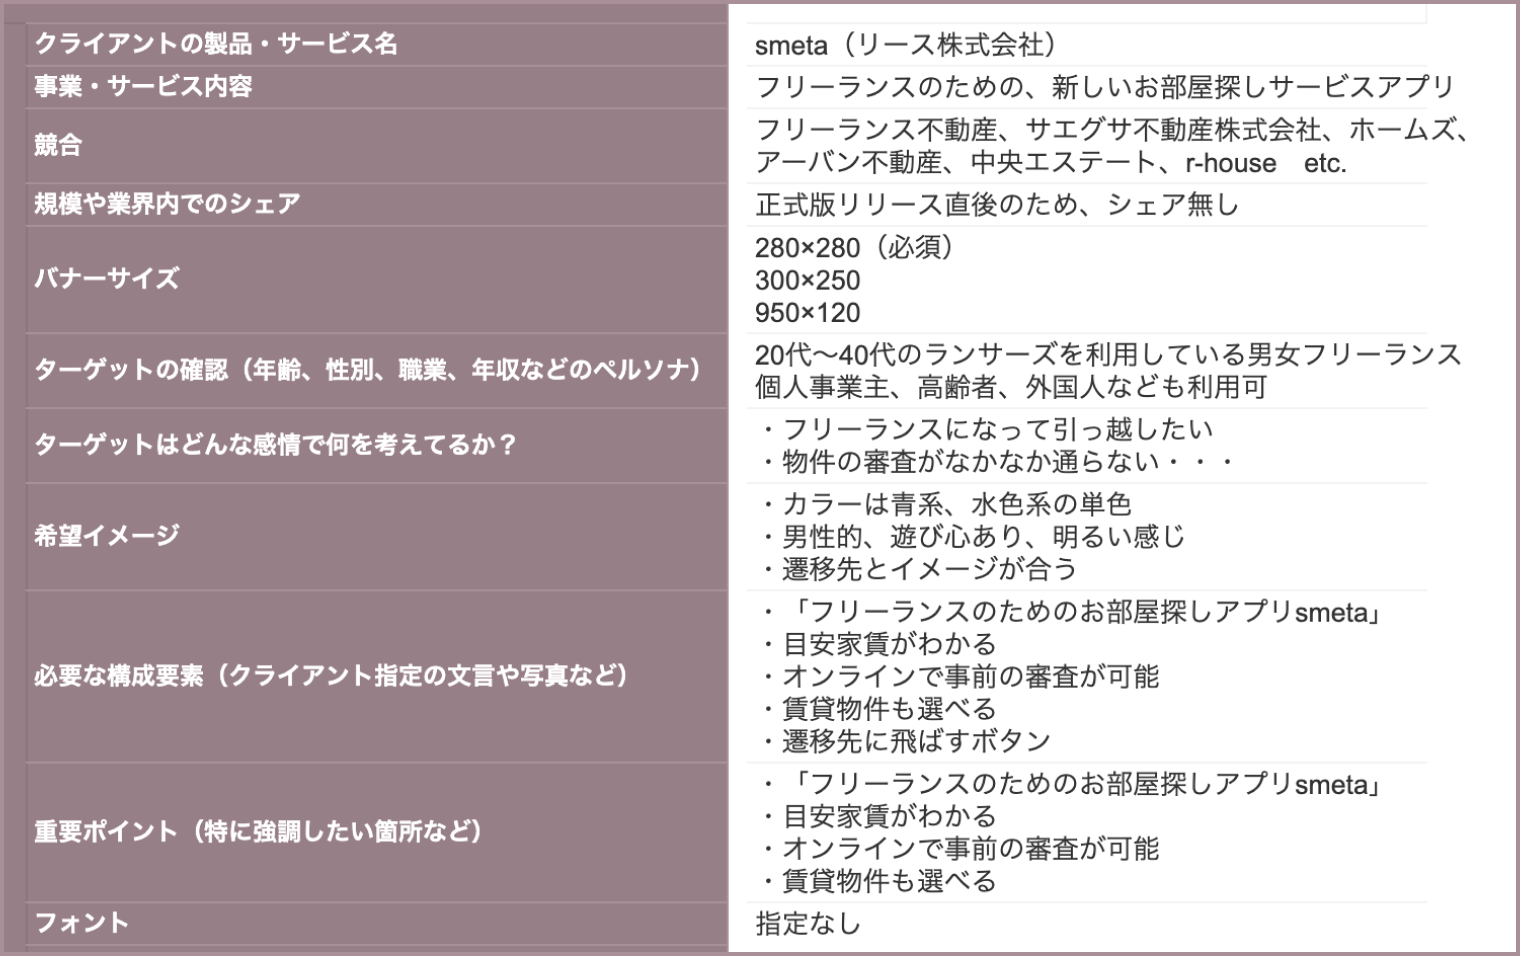 クライアントの製品・サービス名
smeta（リース株式会社）
事業・サービス内容
フリーランスのための、新しいお部屋探しサービスアプリ
競合
フリーランス不動産、サエグサ不動産株式会社、ホームズ、
アーバン不動産、中央エステート、r-house　etc.
規模や業界内でのシェア
正式版リリース直後のため、シェア無し
バナーサイズ
280×280（必須）
300×250
950×120
ターゲットの確認（年齢、性別、職業、年収などのペルソナ）
20代〜40代のランサーズを利用している男女フリーランス
個人事業主、高齢者、外国人なども利用可
ターゲットはどんな感情で何を考えてるか？
・フリーランスになって引っ越したい
・物件の審査がなかなか通らない・・・
希望イメージ
・カラーは青系、水色系の単色
・男性的、遊び心あり、明るい感じ
・遷移先とイメージが合う
必要な構成要素（クライアント指定の文言や写真など）
・「フリーランスのためのお部屋探しアプリsmeta」
・目安家賃がわかる
・オンラインで事前の審査が可能
・賃貸物件も選べる
・遷移先に飛ばすボタン
重要ポイント（特に強調したい箇所など）
・「フリーランスのためのお部屋探しアプリsmeta」
・目安家賃がわかる
・オンラインで事前の審査が可能
・賃貸物件も選べる
フォント
指定なし